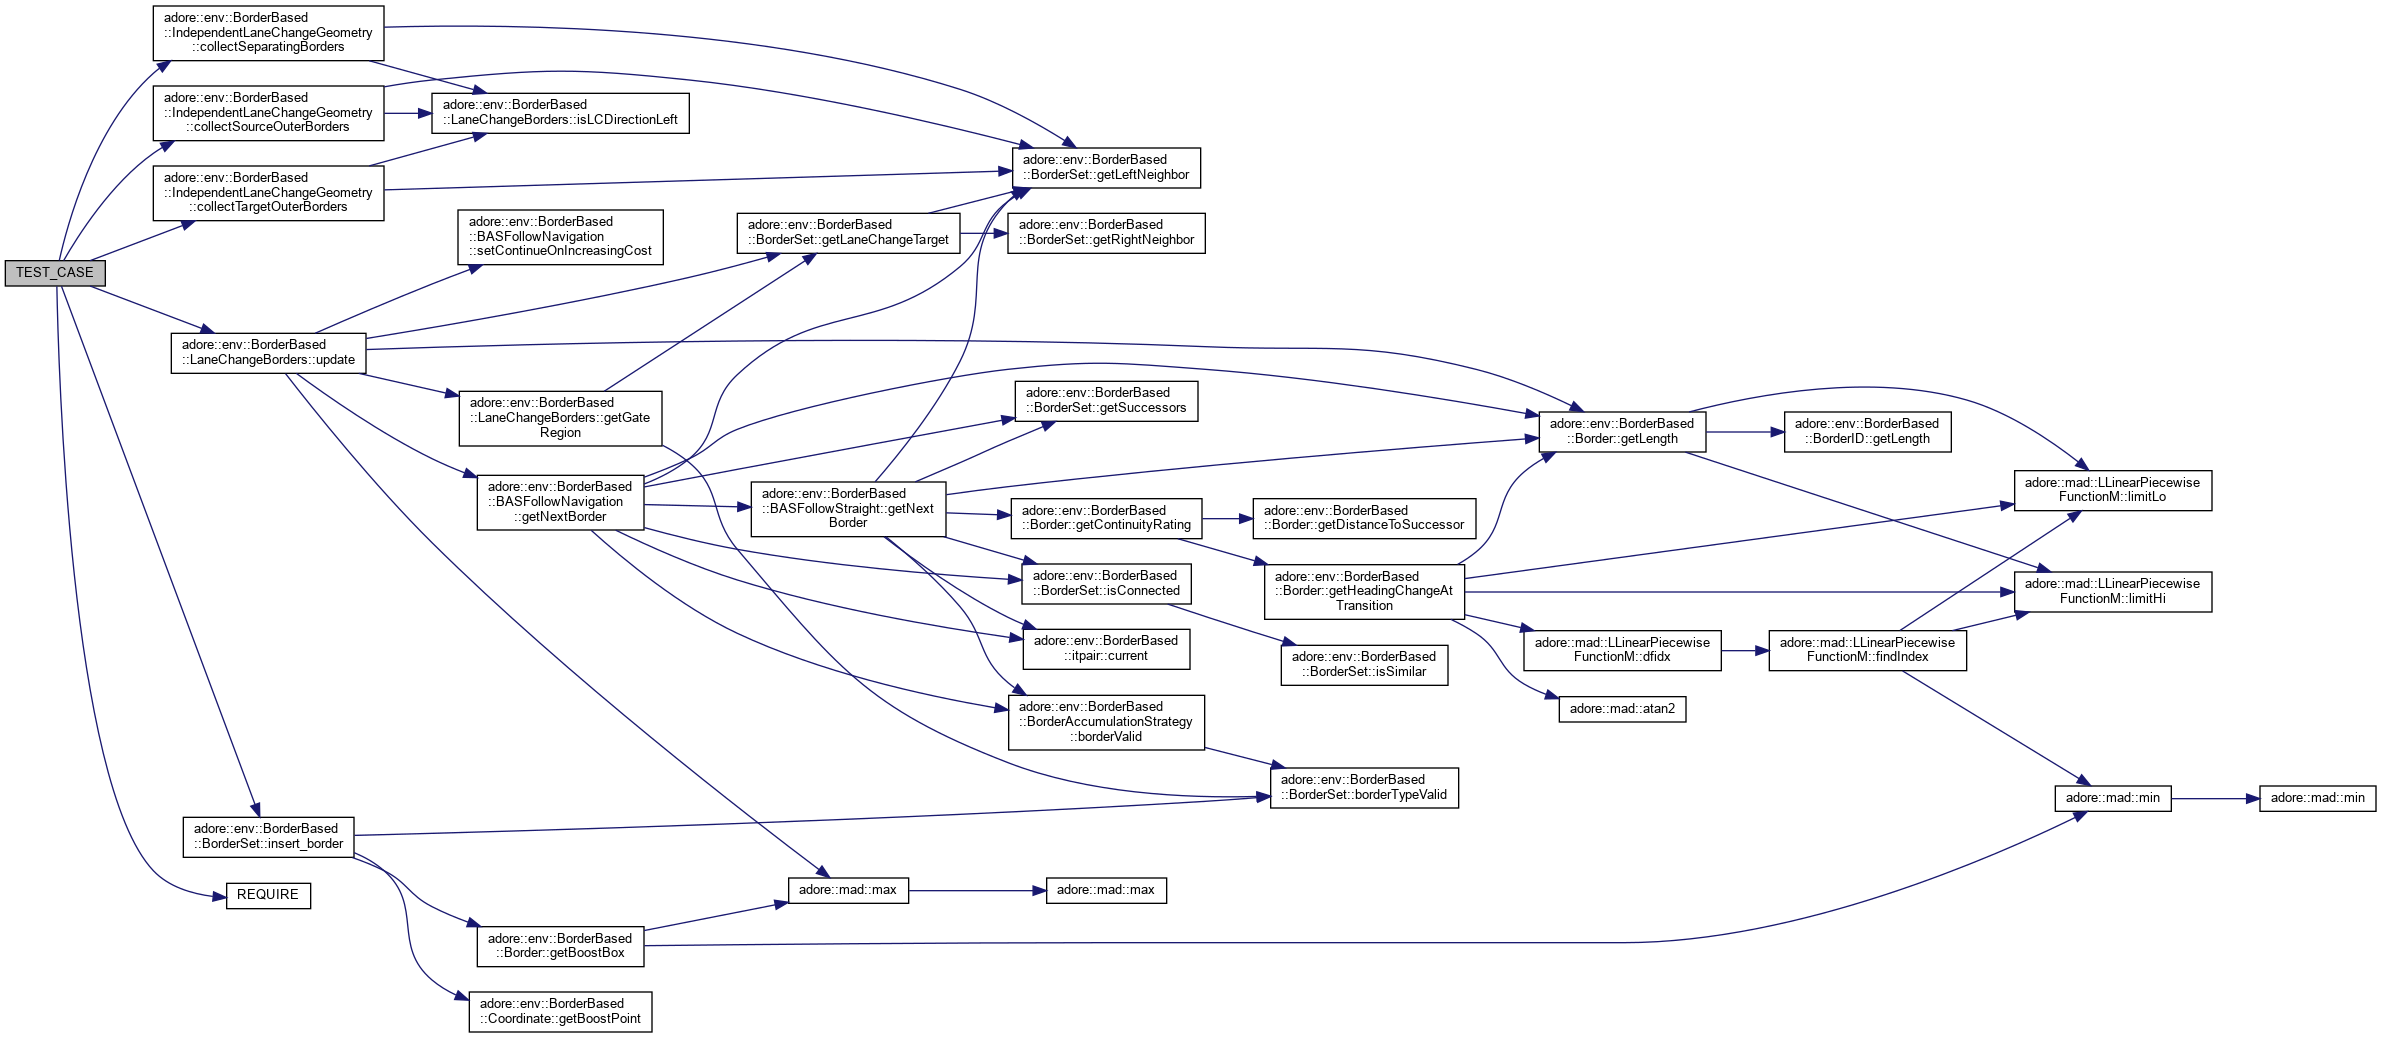 TEST_CASE
adore::env::BorderBased
::IndependentLaneChangeGeometry
::collectSeparatingBorders
adore::env::BorderBased
::IndependentLaneChangeGeometry
::collectSourceOuterBorders
adore::env::BorderBased
::IndependentLaneChangeGeometry
::collectTargetOuterBorders
adore::env::BorderBased
::LaneChangeBorders::update
adore::env::BorderBased
::BorderSet::insert_border
REQUIRE
adore::env::BorderBased
::LaneChangeBorders::isLCDirectionLeft
adore::env::BorderBased
::BASFollowNavigation
::setContinueOnIncreasingCost
adore::env::BorderBased
::LaneChangeBorders::getGate
Region
adore::env::BorderBased
::BASFollowNavigation
::getNextBorder
adore::env::BorderBased
::Border::getBoostBox
adore::env::BorderBased
::Coordinate::getBoostPoint
adore::env::BorderBased
::BorderSet::getLaneChangeTarget
adore::env::BorderBased
::BASFollowStraight::getNext
Border
adore::mad::max
adore::env::BorderBased
::BorderSet::getLeftNeighbor
adore::env::BorderBased
::BorderSet::getRightNeighbor
adore::env::BorderBased
::BorderSet::getSuccessors
adore::env::BorderBased
::Border::getContinuityRating
adore::env::BorderBased
::BorderSet::isConnected
adore::env::BorderBased
::itpair::current
adore::env::BorderBased
::BorderAccumulationStrategy
::borderValid
adore::mad::max
adore::env::BorderBased
::Border::getDistanceToSuccessor
adore::env::BorderBased
::Border::getHeadingChangeAt
Transition
adore::env::BorderBased
::BorderSet::isSimilar
adore::env::BorderBased
::BorderSet::borderTypeValid
adore::env::BorderBased
::Border::getLength
adore::mad::LLinearPiecewise
FunctionM::dfidx
adore::mad::atan2
adore::env::BorderBased
::BorderID::getLength
adore::mad::LLinearPiecewise
FunctionM::findIndex
adore::mad::LLinearPiecewise
FunctionM::limitLo
adore::mad::LLinearPiecewise
FunctionM::limitHi
adore::mad::min
adore::mad::min